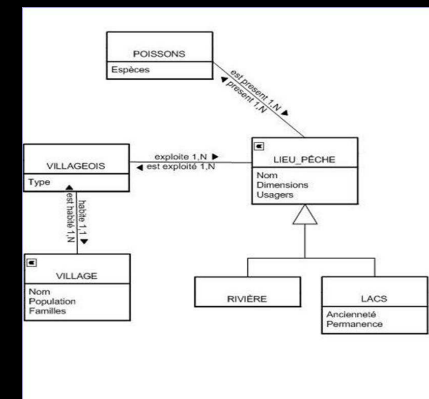 POISSONS
Espèces
est présent 1,N
présent 1,N
exploite 1,N
est exploité 1,N
VILLAGEOIS
Type
LIEU_PÊCHE
Nom
Dimensions
Usagers
habite 1,1
est habité 1,N
VILLAGE
Nom
Population
Familles
RIVIÈRE
LACS
Ancienneté
Permanence